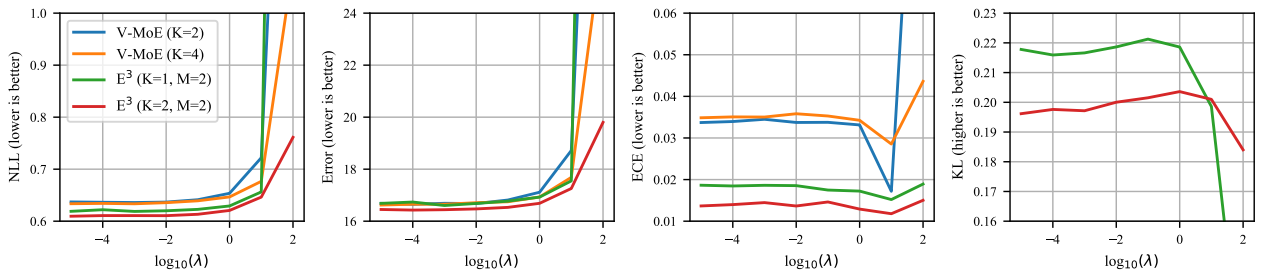 NLL (lower is better)
1.0
0.9
0.8
0.7
0.6
V-MoE (K=2)
V-MoE (K=4)
E³ (K=1, M=2)
E³ (K=2, M=2)
−4 −2 0 2
log₁₀(λ)
Error (lower is better)
24
22
20
18
16
−4 −2 0 2
log₁₀(λ)
ECE (lower is better)
0.06
0.05
0.04
0.03
0.02
0.01
−4 −2 0 2
log₁₀(λ)
KL (higher is better)
0.23
0.22
0.21
0.20
0.19
0.18
0.17
0.16
−4 −2 0 2
log₁₀(λ)